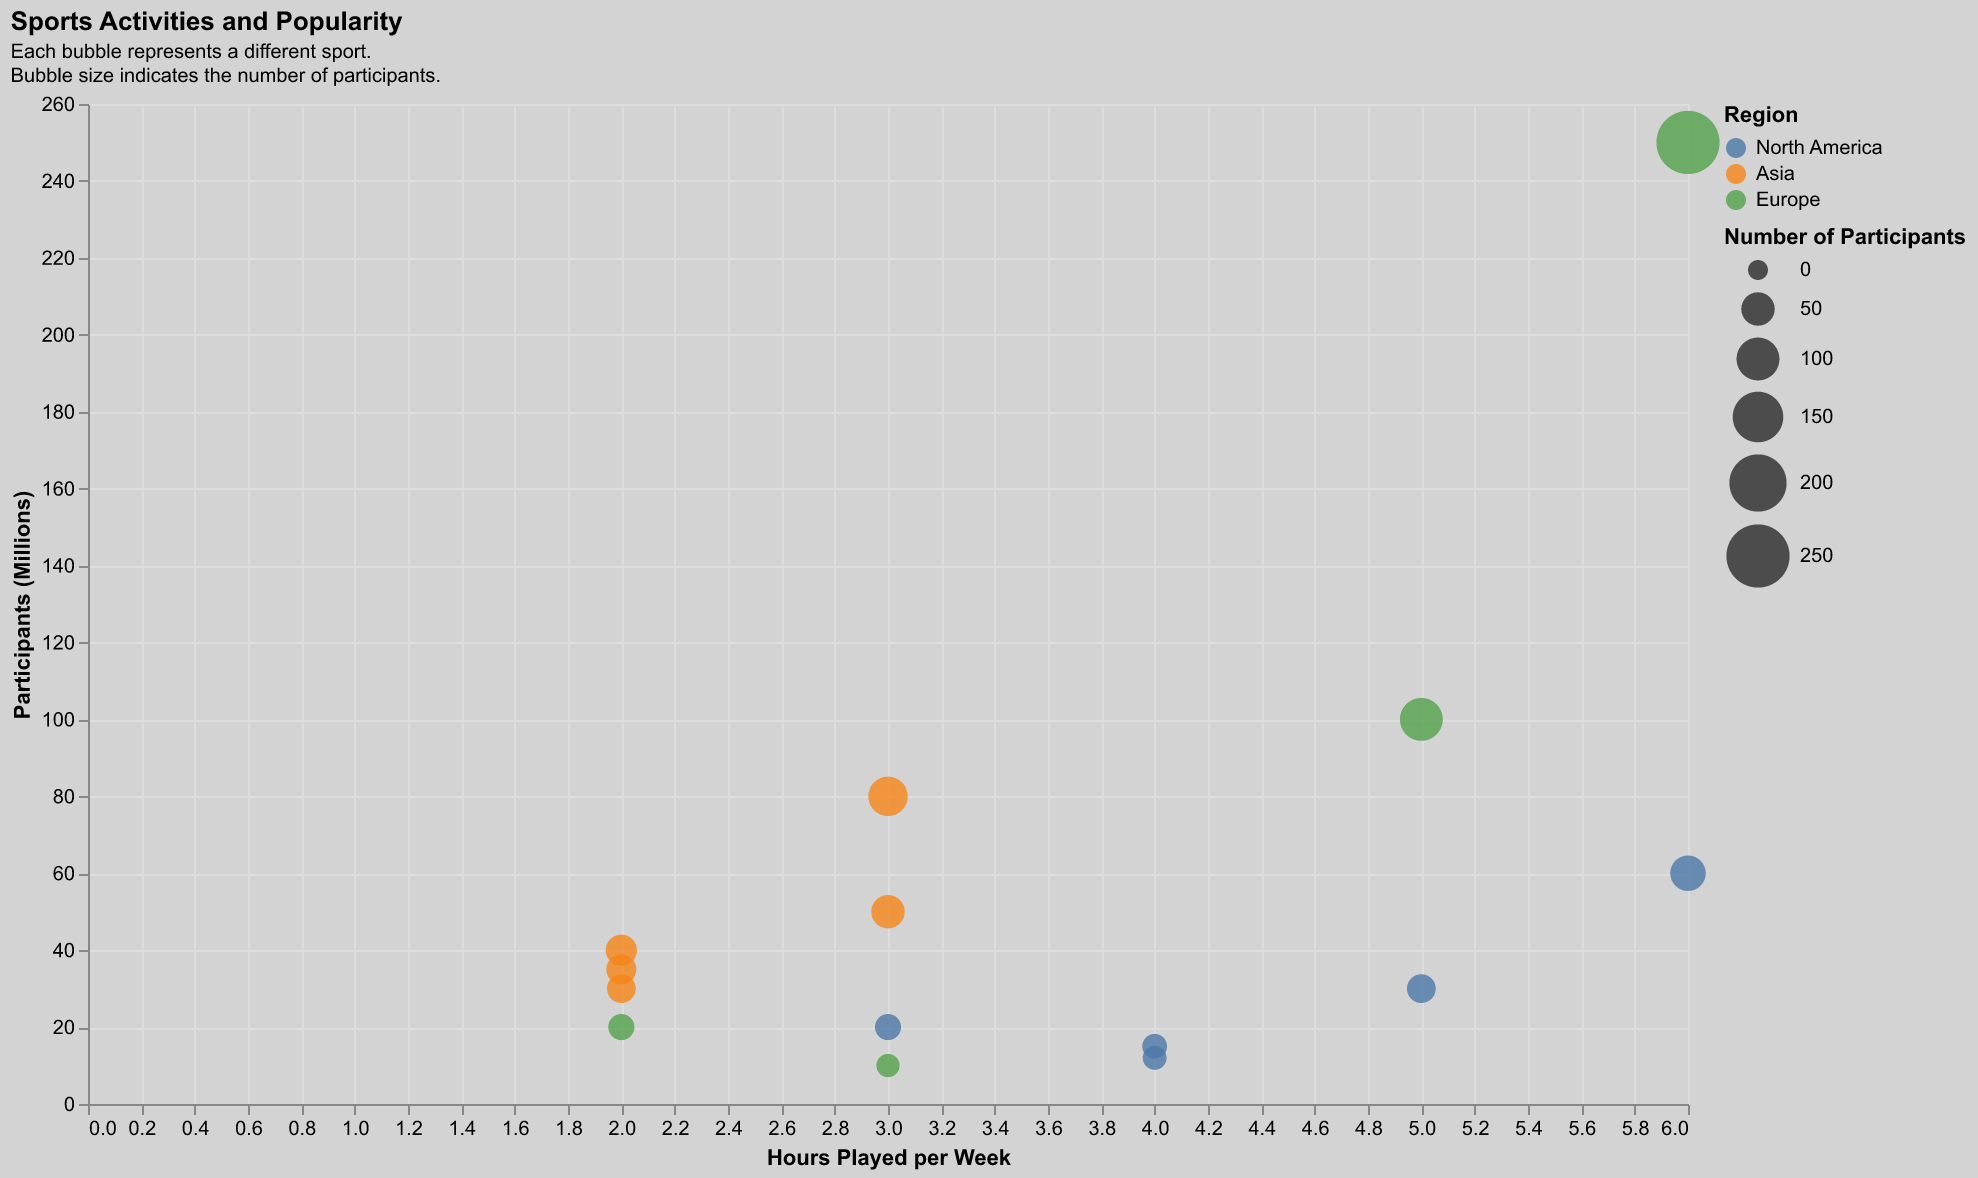 Sports Activities and Popularity
Each bubble represents a different sport.
Bubble size indicates the number of participants.
260
240
220
200
180
160
140
120
100
80
60
40
20
0
Participants (Millions)
0.0 0.2 0.4 0.6 0.8 1.0 1.2 1.4 1.6 1.8 2.0 2.2 2.4 2.6 2.8 3.0 3.2 3.4 3.6 3.8 4.0 4.2 4.4 4.6 4.8 5.0 5.2 5.4 5.6 5.8 6.0
Hours Played per Week
Region
North America
Asia
Europe
Number of Participants
0
50
100
150
200
250